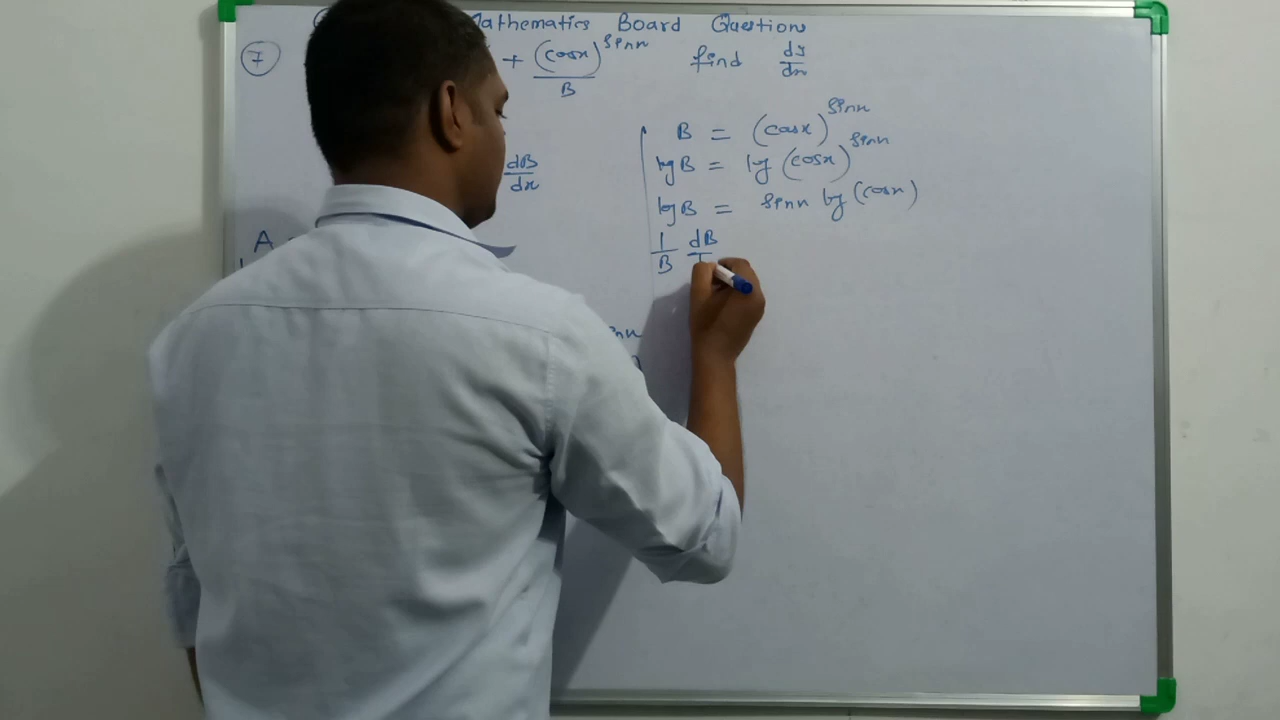 Mathematics Board Questions
7
+ (cosx)^sinx find dy/dx
B
B = (cosx)^sinx
log B = log (cosx)^sinx
dB/dx
log B = sinx log (cosx)
A
1/B dB